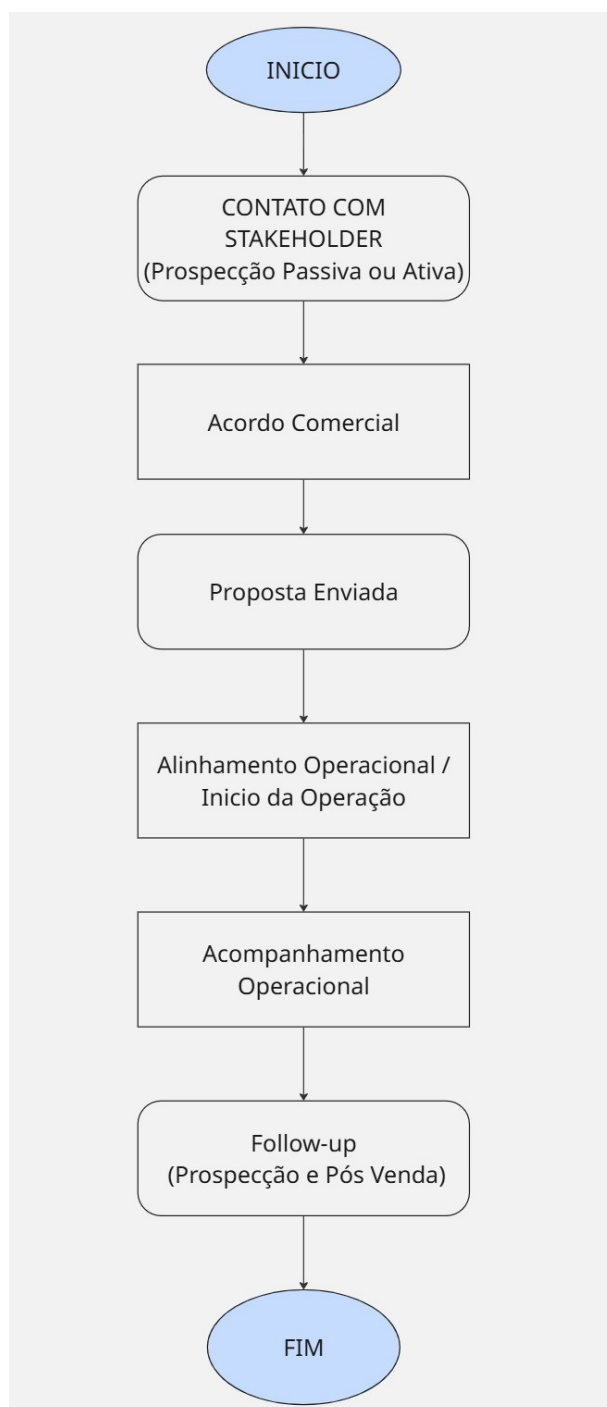 INICIO
CONTATO COM
STAKEHOLDER
(Prospecção Passiva ou Ativa)
Acordo Comercial
Proposta Enviada
Alinhamento Operacional /
Inicio da Operação
Acompanhamento
Operacional
Follow-up
(Prospecção e Pós Venda)
FIM